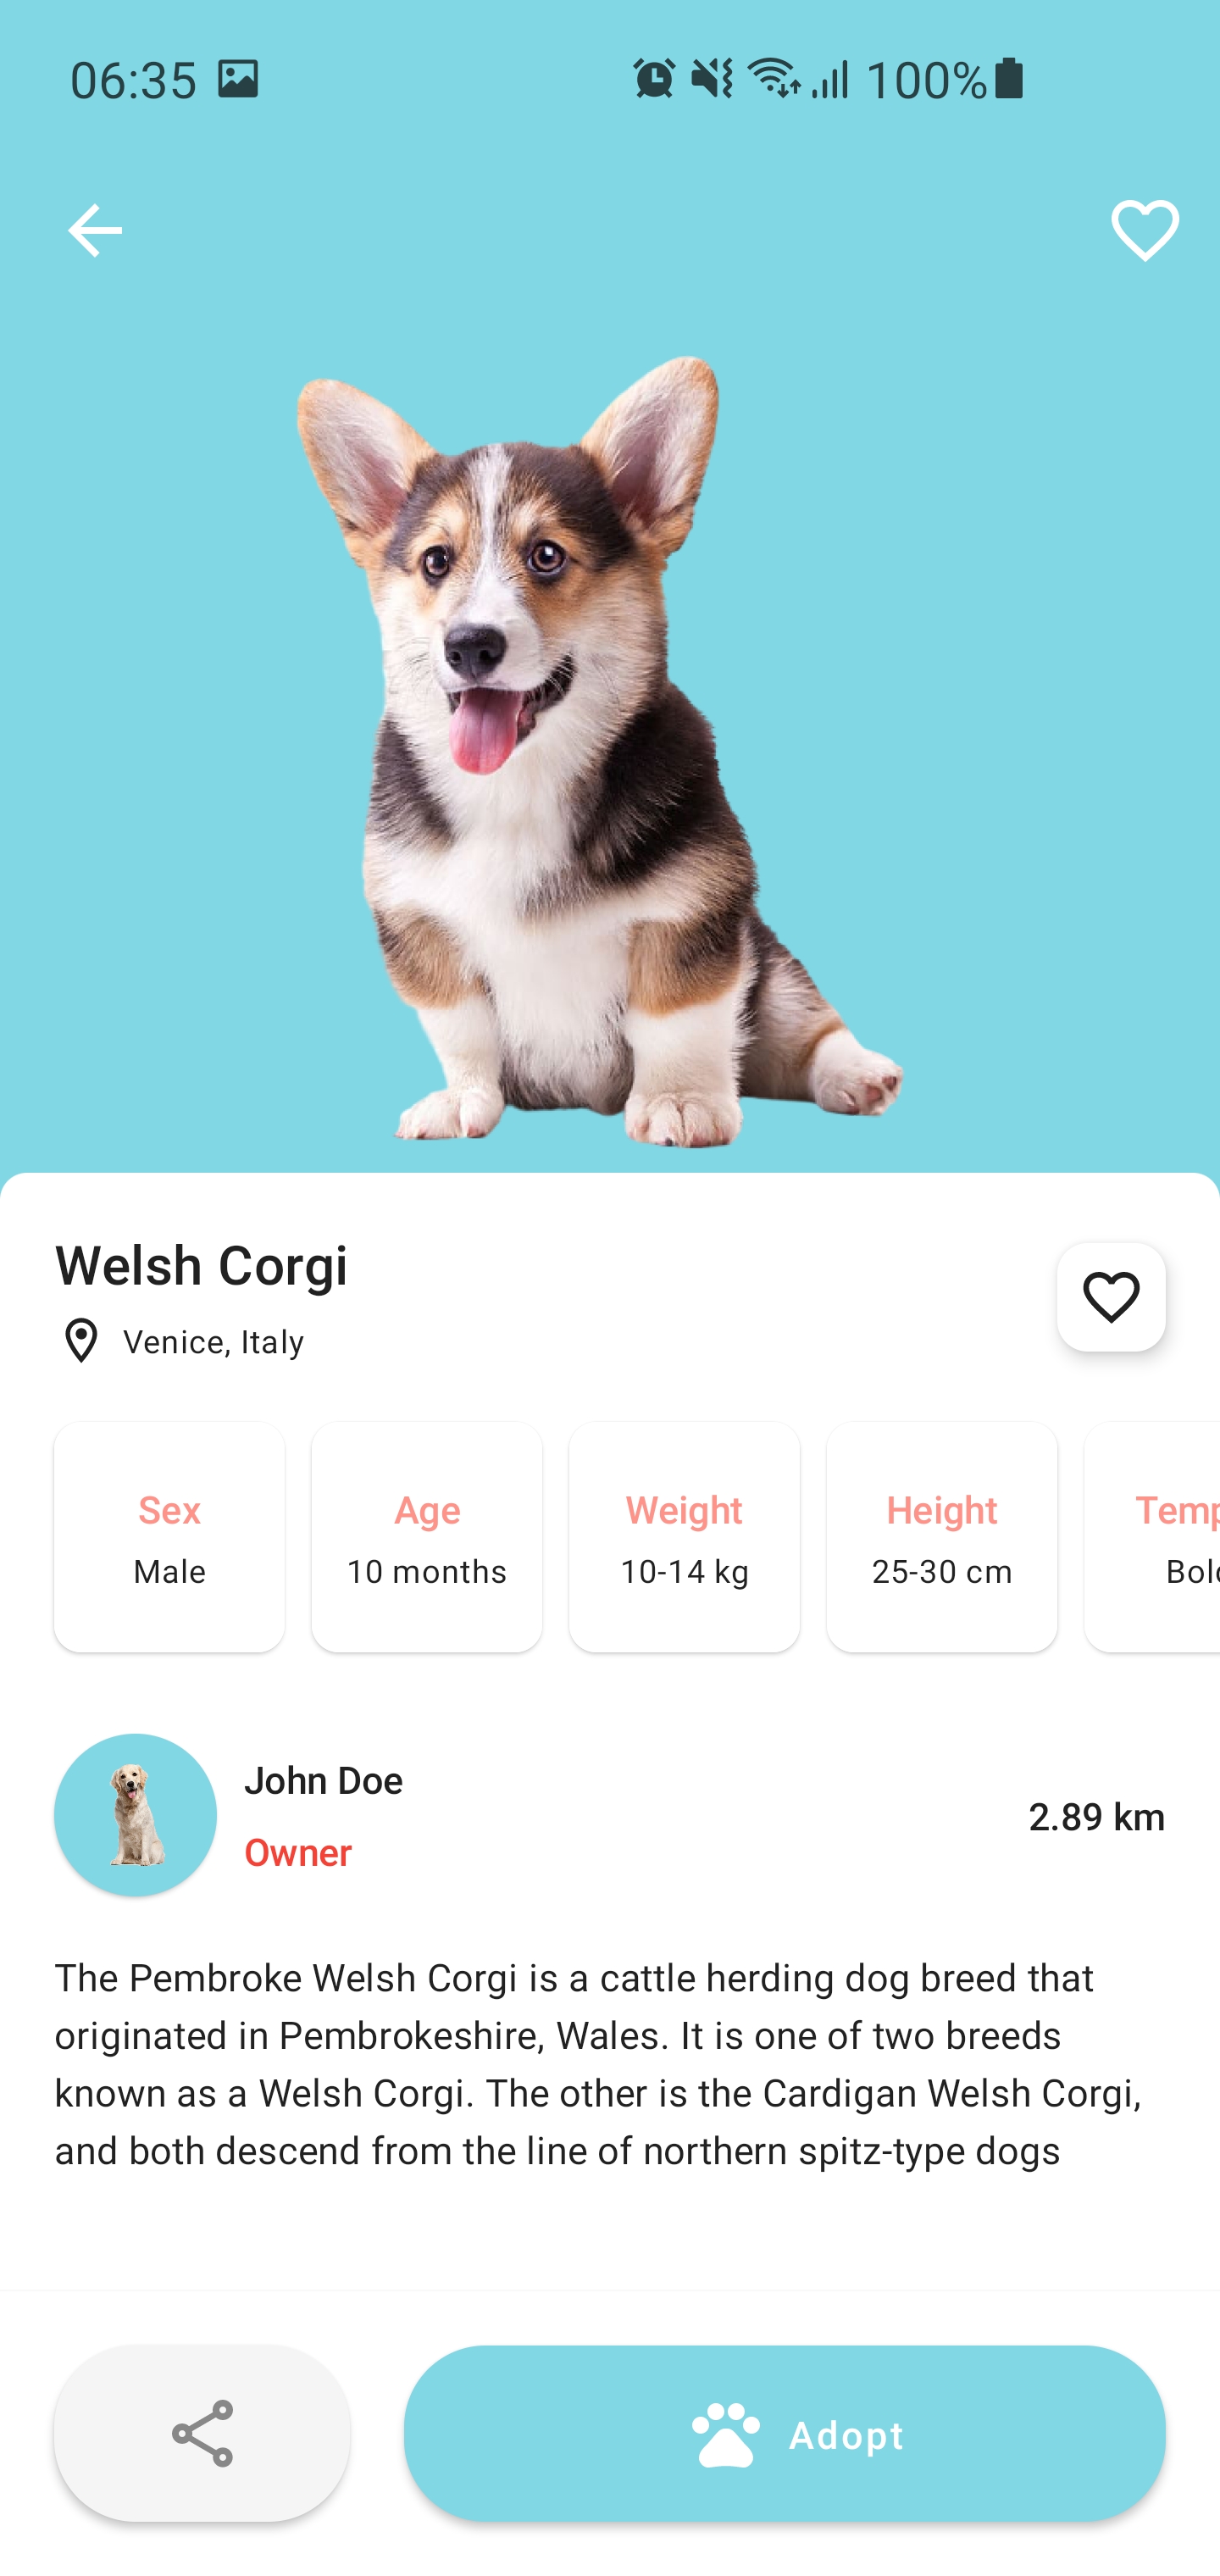 06:35 100%
Welsh Corgi
Venice, Italy
Sex Age Weight Height
Male 10 months 10-14 kg 25-30 cm
John Doe
2.89 km
Owner
The Pembroke Welsh Corgi is a cattle herding dog breed that
originated in Pembrokeshire, Wales. It is one of two breeds
known as a Welsh Corgi. The other is the Cardigan Welsh Corgi,
and both descend from the line of northern spitz-type dogs
Adopt